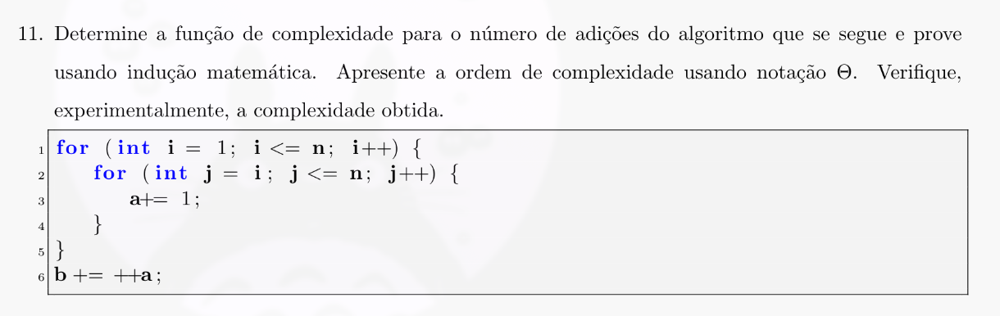 11. Determine a função de complexidade para o número de adições do algoritmo que se segue e prove
usando indução matemática. Apresente a ordem de complexidade usando notação Θ. Verifique,
experimentalmente, a complexidade obtida.
1 for (int i = 1; i <= n; i++) {
2 for (int j = i; j <= n; j++) {
3 a+= 1;
4 }
5 }
6 b += ++a;